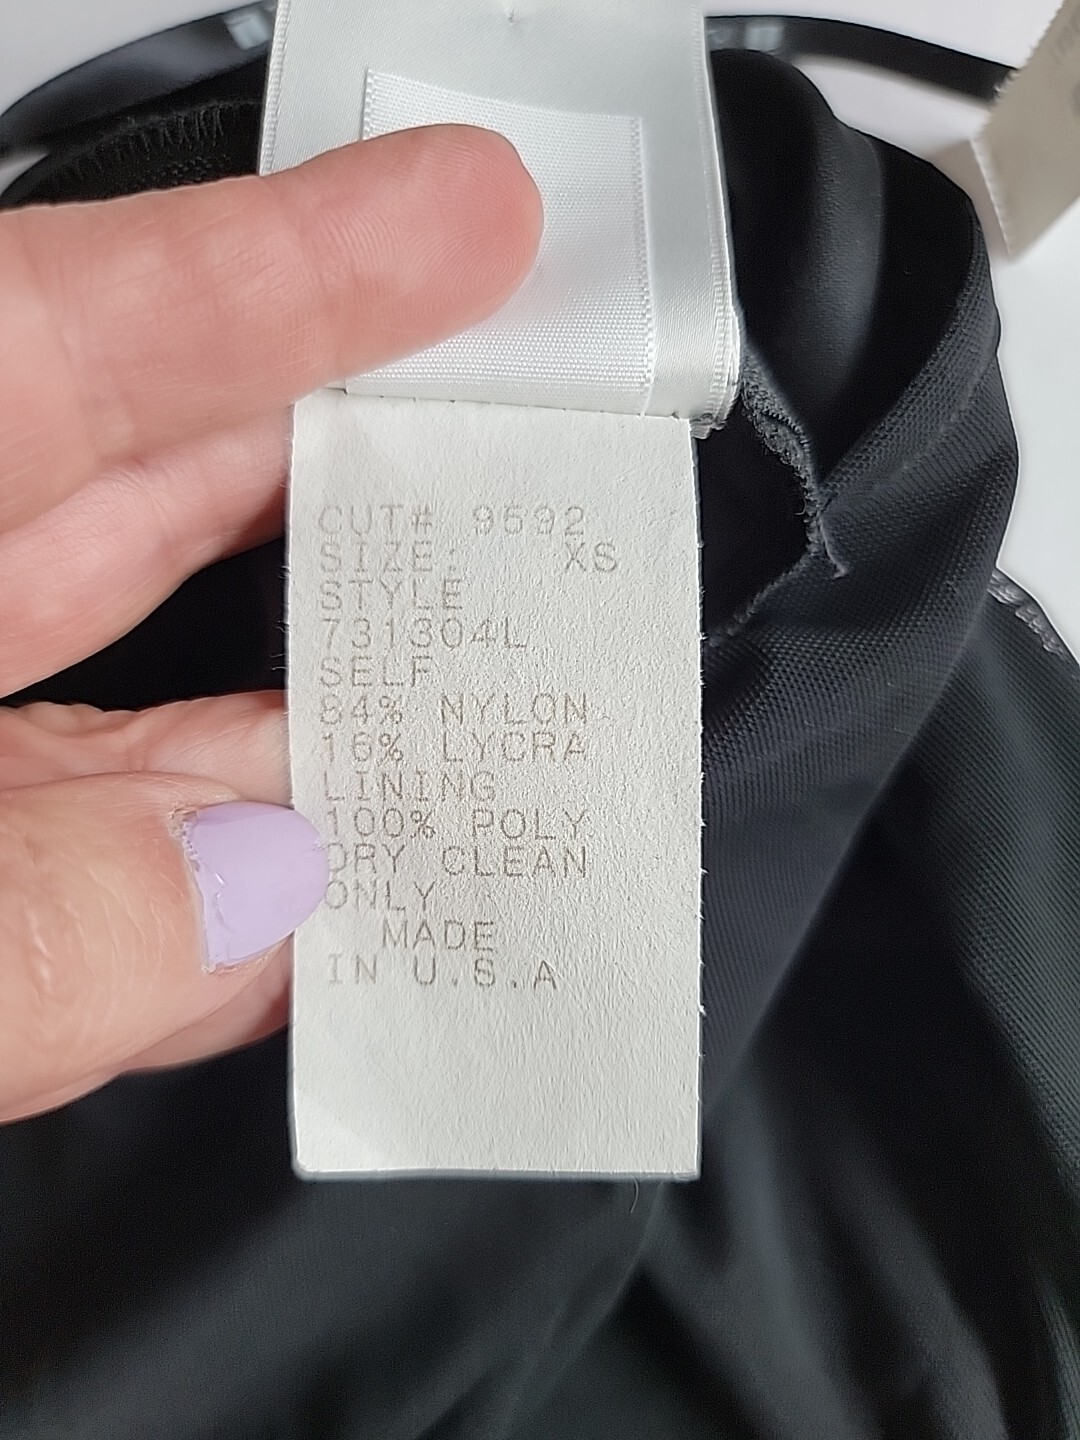 CUT# 9592
SIZE: XS
STYLE
731304L
SELF
84% NYLON
16% LYCRA
LINING
100% POLY
DRY CLEAN
ONLY
MADE
IN U.S.A